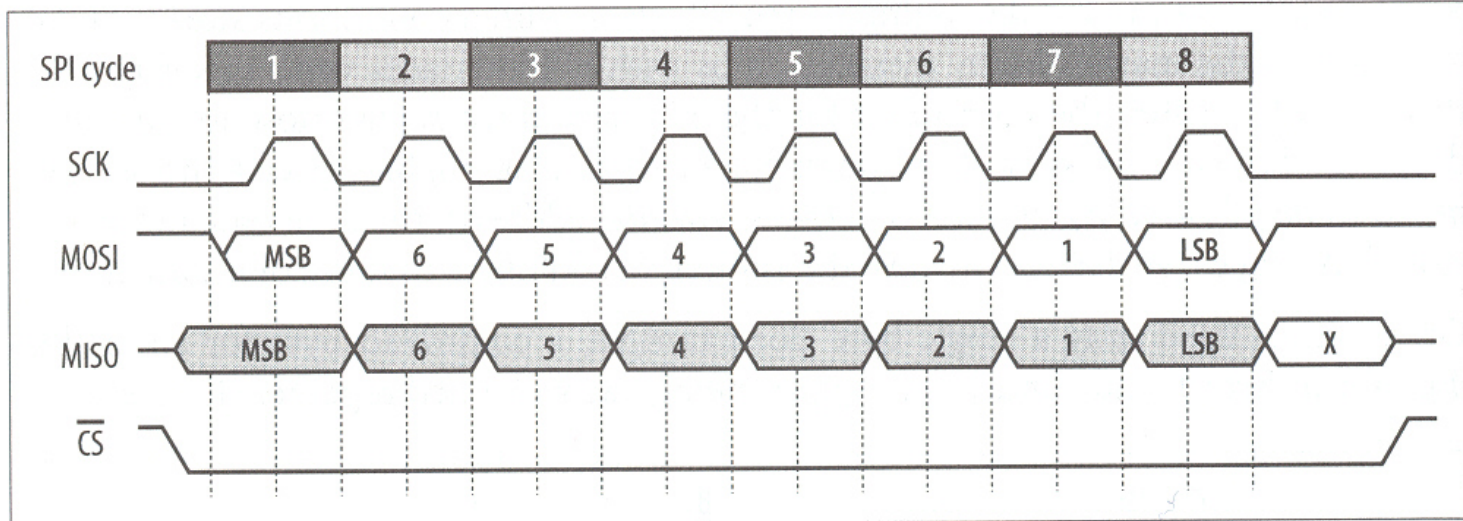 SPI cycle 1 2 3 4 5 6 7 8
SCK
MOSI MSB 6 5 4 3 2 1 LSB
MISO MSB 6 5 4 3 2 1 LSB X
C̅S̅